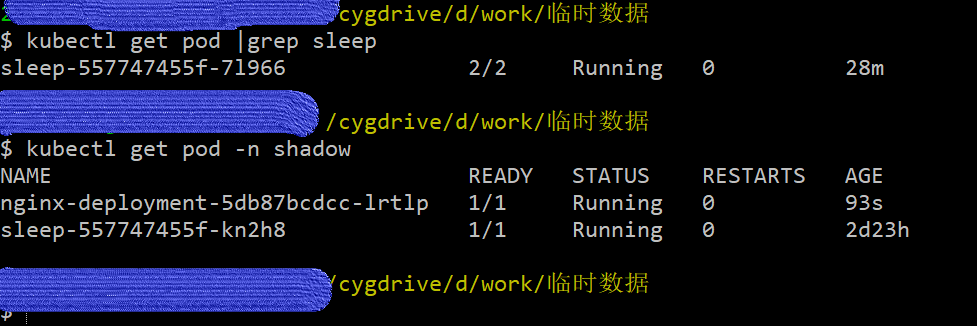 /cygdrive/d/work/临时数据
$ kubectl get pod |grep sleep
sleep-557747455f-7l966 2/2 Running 0 28m
/cygdrive/d/work/临时数据
$ kubectl get pod -n shadow
NAME READY STATUS RESTARTS AGE
nginx-deployment-5db87bcdcc-lrtlp 1/1 Running 0 93s
sleep-557747455f-kn2h8 1/1 Running 0 2d23h
/cygdrive/d/work/临时数据
$